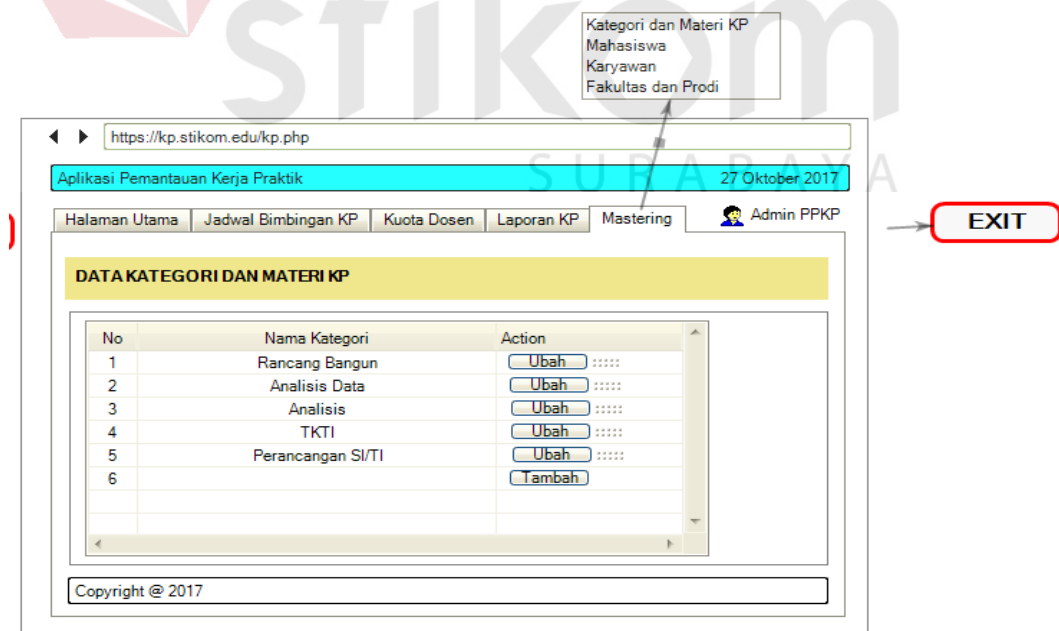 stikom
SURABAYA
Kategori dan Materi KP
Mahasiswa
Karyawan
Fakultas dan Prodi
https://kp.stikom.edu/kp.php
Aplikasi Pemantauan Kerja Praktik 27 Oktober 2017
Halaman Utama Jadwal Bimbingan KP Kuota Dosen Laporan KP Mastering Admin PPKP
EXIT
DATA KATEGORI DAN MATERI KP
No Nama Kategori Action
1 Rancang Bangun Ubah
2 Analisis Data Ubah
3 Analisis Ubah
4 TKTI Ubah
5 Perancangan SI/TI Ubah
6 Tambah
Copyright @ 2017